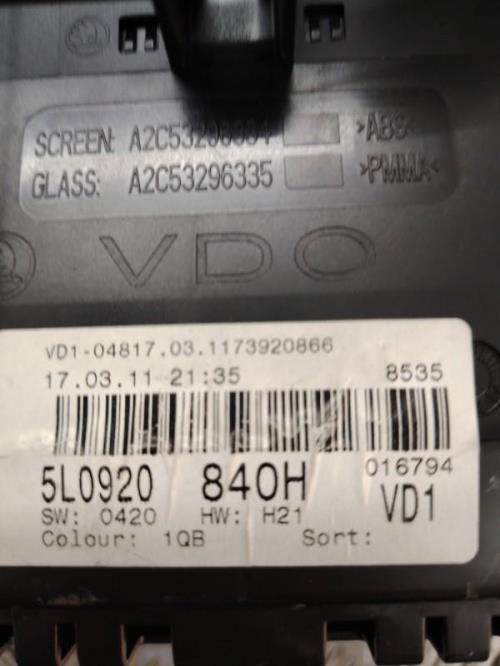 SCREEN: >ABS<
GLASS: A2C53296335 >PMMA<
VDO
VD1-04817.03.1173920866
17.03.11 21:35 8535
016794
5L0920 840H VD1
SW: 0420 HW: H21
Colour: 1QB Sort: